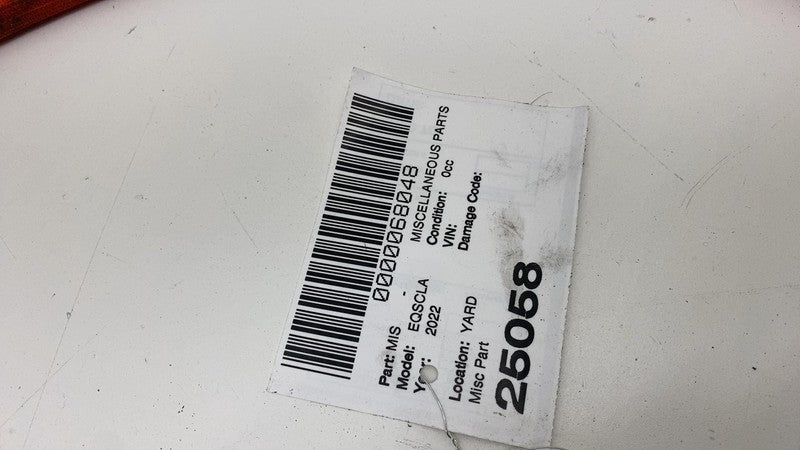 0000068048
Part: MIS - MISCELLANEOUS PARTS
Model: EQSCLA Condition: 0cc
Year: 2022 VIN:
Damage Code:
Location: YARD
Misc Part
25058